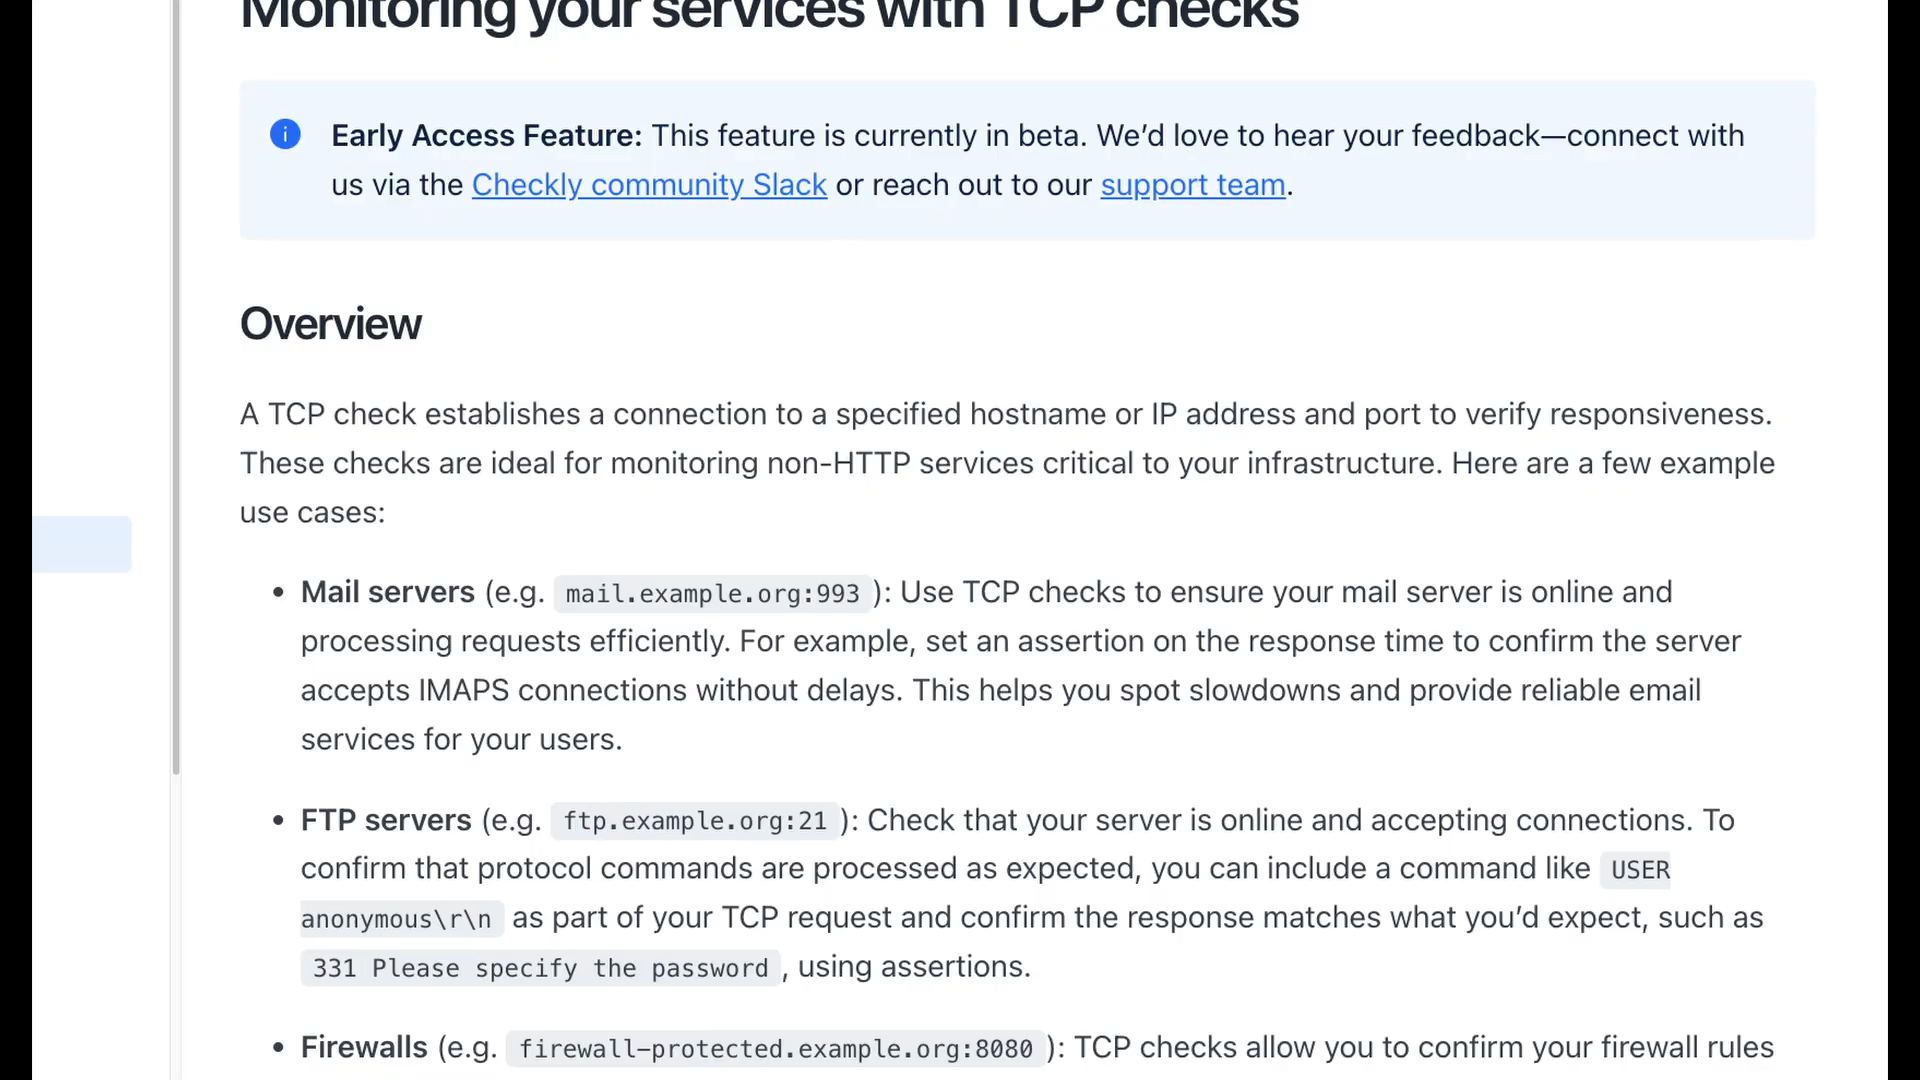 Monitoring your services with TCP checks
Early Access Feature: This feature is currently in beta. We’d love to hear your feedback—connect with
us via the Checkly community Slack or reach out to our support team.
Overview
A TCP check establishes a connection to a specified hostname or IP address and port to verify responsiveness.
These checks are ideal for monitoring non-HTTP services critical to your infrastructure. Here are a few example
use cases:
• Mail servers (e.g. mail.example.org:993): Use TCP checks to ensure your mail server is online and
processing requests efficiently. For example, set an assertion on the response time to confirm the server
accepts IMAPS connections without delays. This helps you spot slowdowns and provide reliable email
services for your users.
• FTP servers (e.g. ftp.example.org:21): Check that your server is online and accepting connections. To
confirm that protocol commands are processed as expected, you can include a command like USER
anonymous\r\n as part of your TCP request and confirm the response matches what you’d expect, such as
331 Please specify the password, using assertions.
• Firewalls (e.g. firewall-protected.example.org:8080): TCP checks allow you to confirm your firewall rules